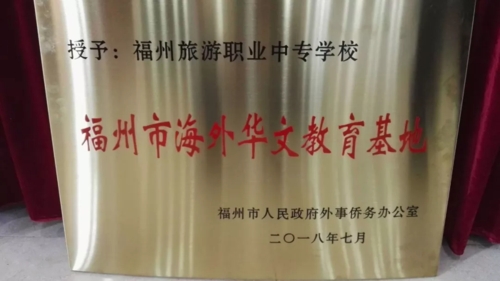 授予：福州旅游职业中专学校
福州市海外华文教育基地
福州市人民政府外事侨务办公室
二〇一八年七月